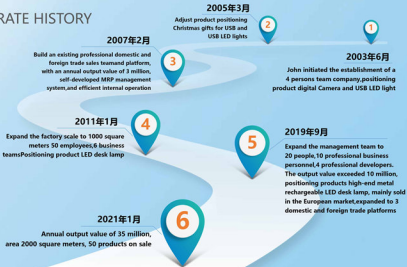 RATE HISTORY
2003年6月
1
John initiated the establishment of a
4 persons team company,positioning
product digital Camera and USB LED light
2005年3月
2
Adjust product positioning
Christmas gifts for USB and
USB LED lights
2007年2月
3
Build an existing professional domestic and
foreign trade sales teamand platform,
with an annual output value of 3 million,
self-developed MRP management
system,and efficient internal operation
2011年1月
4
Expand the factory scale to 1000 square
meters 50 employees,6 business
teamsPositioning product LED desk lamp
2019年9月
5
Expand the management team to
20 people,10 professional business
personnel,4 professional developers.
The output value exceeded 10 million,
positioning products high-end metal
rechargeable LED desk lamp, mainly sold
in the European market,expanded to 3
domestic and foreign trade platforms
2021年1月
6
Annual output value of 35 million,
area 2000 square meters, 50 products on sale